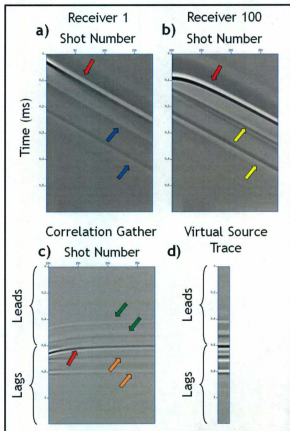 Receiver 1
Receiver 100
a) Shot Number
b) Shot Number
Time (ms)
Correlation Gather
Virtual Source
c) Shot Number
d) Trace
Leads
Leads
Lags
Lags